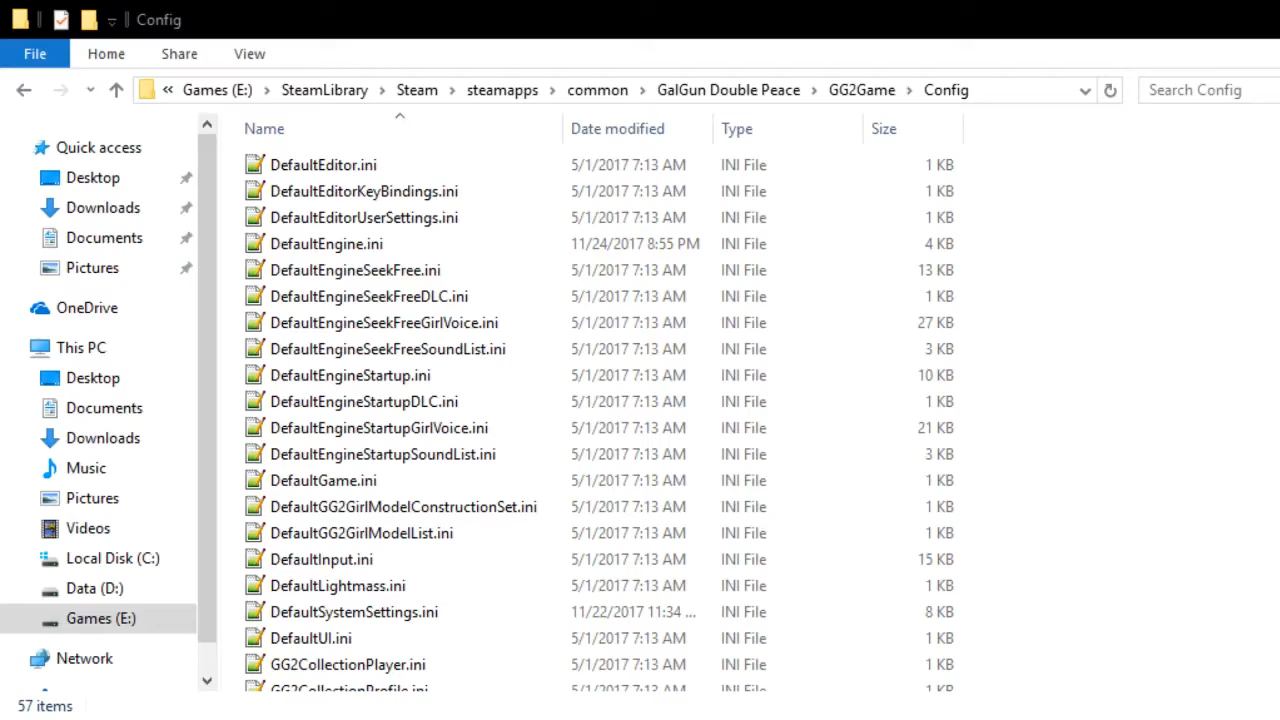 Config
File Home Share View
« Games (E:) > SteamLibrary > Steam > steamapps > common > GalGun Double Peace > GG2Game > Config
Search Config
Quick access
Desktop
Downloads
Documents
Pictures
OneDrive
This PC
Desktop
Documents
Downloads
Music
Pictures
Videos
Local Disk (C:)
Data (D:)
Games (E:)
Network
Name Date modified Type Size
DefaultEditor.ini 5/1/2017 7:13 AM INI File 1 KB
DefaultEditorKeyBindings.ini 5/1/2017 7:13 AM INI File 1 KB
DefaultEditorUserSettings.ini 5/1/2017 7:13 AM INI File 1 KB
DefaultEngine.ini 11/24/2017 8:55 PM INI File 4 KB
DefaultEngineSeekFree.ini 5/1/2017 7:13 AM INI File 13 KB
DefaultEngineSeekFreeDLC.ini 5/1/2017 7:13 AM INI File 1 KB
DefaultEngineSeekFreeGirlVoice.ini 5/1/2017 7:13 AM INI File 27 KB
DefaultEngineSeekFreeSoundList.ini 5/1/2017 7:13 AM INI File 3 KB
DefaultEngineStartup.ini 5/1/2017 7:13 AM INI File 10 KB
DefaultEngineStartupDLC.ini 5/1/2017 7:13 AM INI File 1 KB
DefaultEngineStartupGirlVoice.ini 5/1/2017 7:13 AM INI File 21 KB
DefaultEngineStartupSoundList.ini 5/1/2017 7:13 AM INI File 3 KB
DefaultGame.ini 5/1/2017 7:13 AM INI File 1 KB
DefaultGG2GirlModelConstructionSet.ini 5/1/2017 7:13 AM INI File 1 KB
DefaultGG2GirlModelList.ini 5/1/2017 7:13 AM INI File 1 KB
DefaultInput.ini 5/1/2017 7:13 AM INI File 15 KB
DefaultLightmass.ini 5/1/2017 7:13 AM INI File 1 KB
DefaultSystemSettings.ini 11/22/2017 11:34 ... INI File 8 KB
DefaultUI.ini 5/1/2017 7:13 AM INI File 1 KB
GG2CollectionPlayer.ini 5/1/2017 7:13 AM INI File 1 KB
GG2CollectionProfile.ini 5/1/2017 7:13 AM INI File 1 KB
57 items